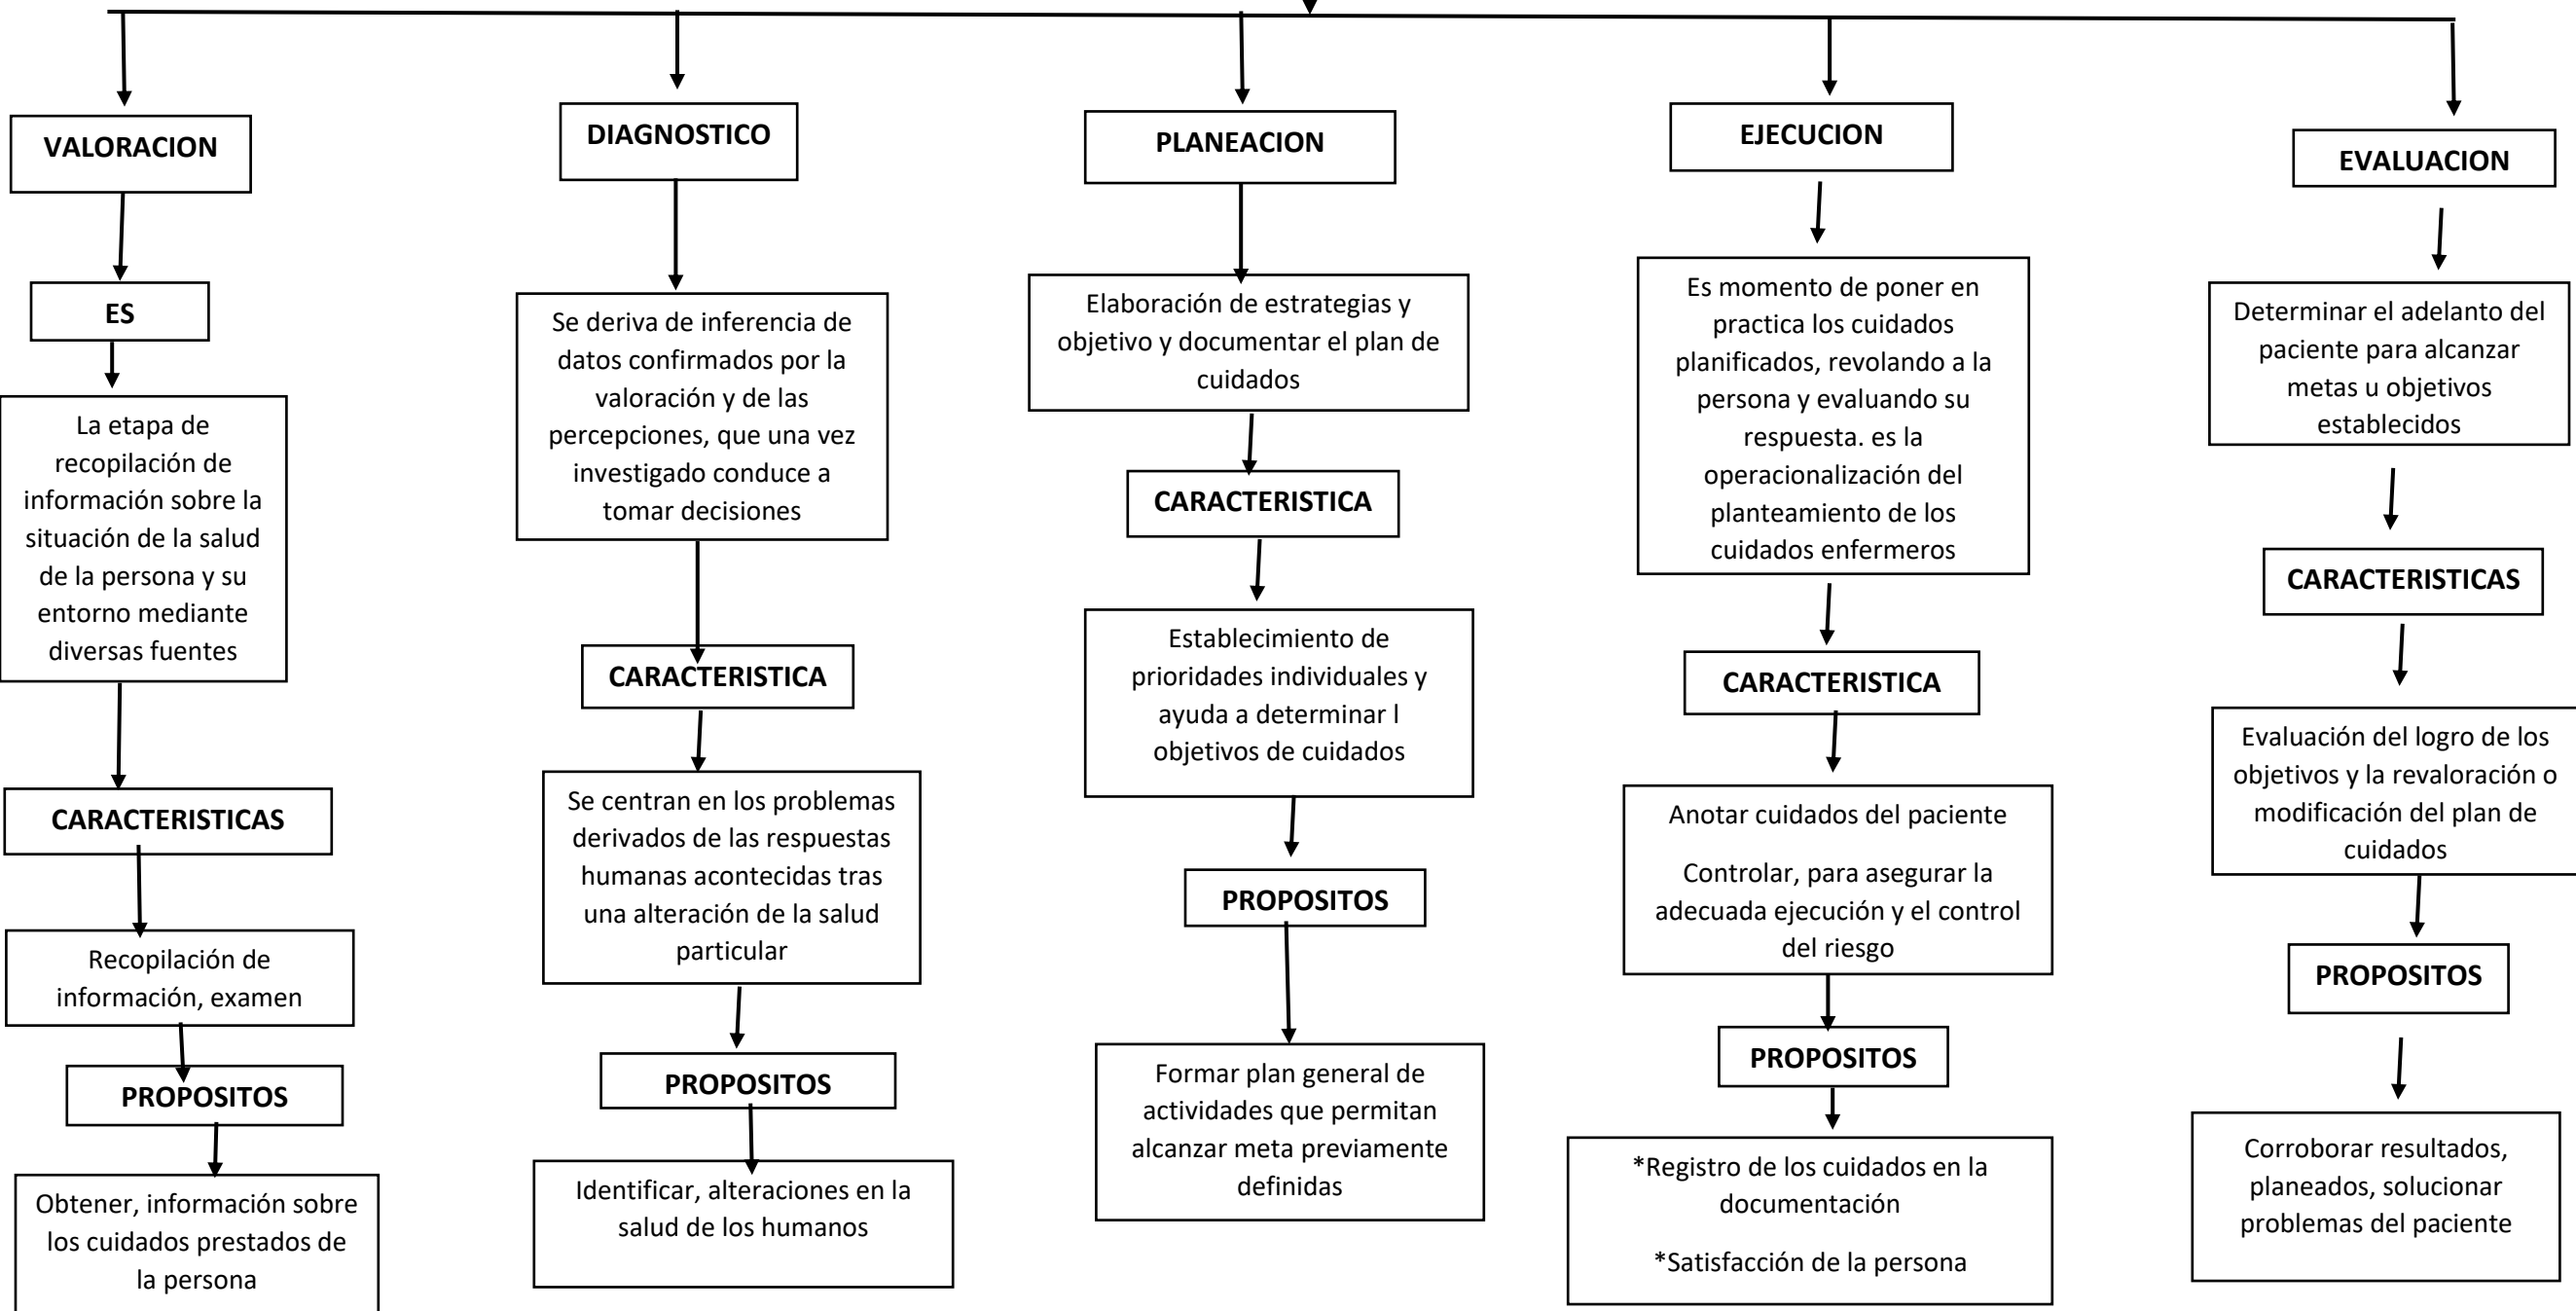 VALORACION
ES
La etapa de
recopilación de
información sobre la
situación de la salud
de la persona y su
entorno mediante
diversas fuentes
CARACTERISTICAS
Recopilación de
información, examen
PROPOSITOS
Obtener, información sobre
los cuidados prestados de
la persona
DIAGNOSTICO
Se deriva de inferencia de
datos confirmados por la
valoración y de las
percepciones, que una vez
investigado conduce a
tomar decisiones
CARACTERISTICA
Se centran en los problemas
derivados de las respuestas
humanas acontecidas tras
una alteración de la salud
particular
PROPOSITOS
Identificar, alteraciones en la
salud de los humanos
PLANEACION
Elaboración de estrategias y
objetivo y documentar el plan de
cuidados
CARACTERISTICA
Establecimiento de
prioridades individuales y
ayuda a determinar l
objetivos de cuidados
PROPOSITOS
Formar plan general de
actividades que permitan
alcanzar meta previamente
definidas
EJECUCION
Es momento de poner en
practica los cuidados
planificados, revolando a la
persona y evaluando su
respuesta. es la
operacionalización del
planteamiento de los
cuidados enfermeros
CARACTERISTICA
Anotar cuidados del paciente
Controlar, para asegurar la
adecuada ejecución y el control
del riesgo
PROPOSITOS
*Registro de los cuidados en la
documentación
*Satisfacción de la persona
EVALUACION
Determinar el adelanto del
paciente para alcanzar
metas u objetivos
establecidos
CARACTERISTICAS
Evaluación del logro de los
objetivos y la revaloración o
modificación del plan de
cuidados
PROPOSITOS
Corroborar resultados,
planeados, solucionar
problemas del paciente